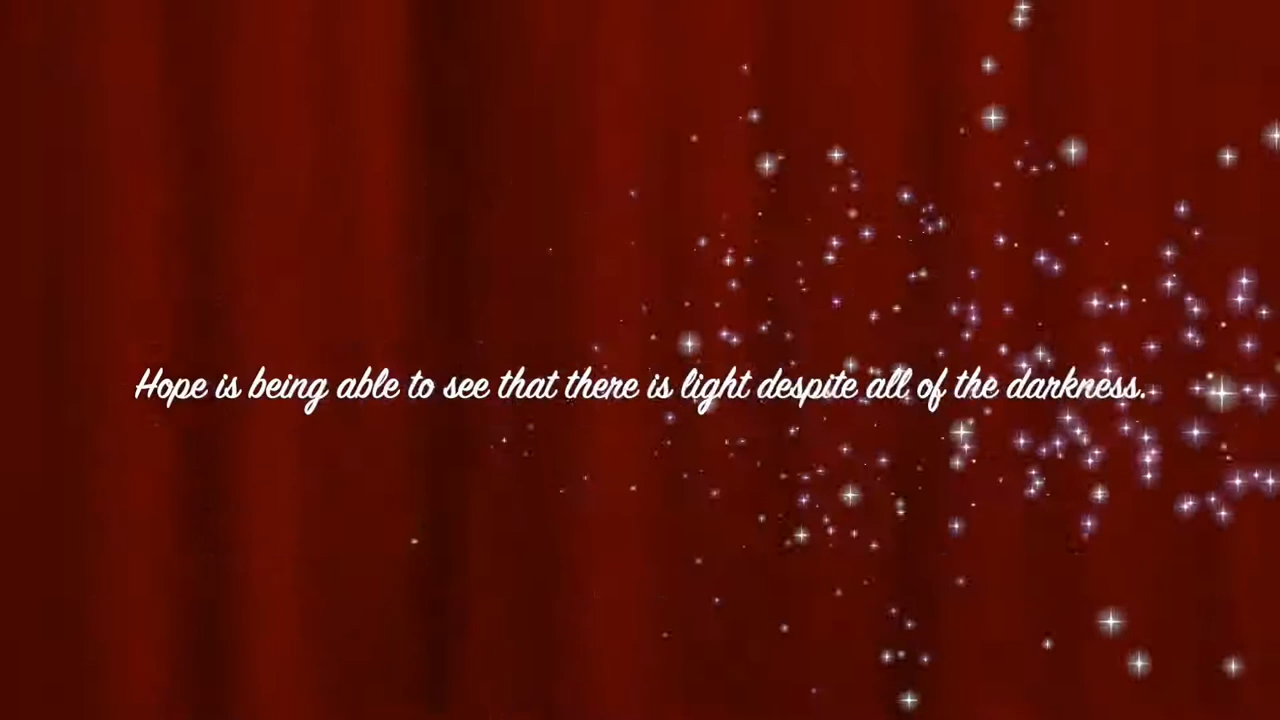 Hope is being able to see that there is light despite all of the darkness.